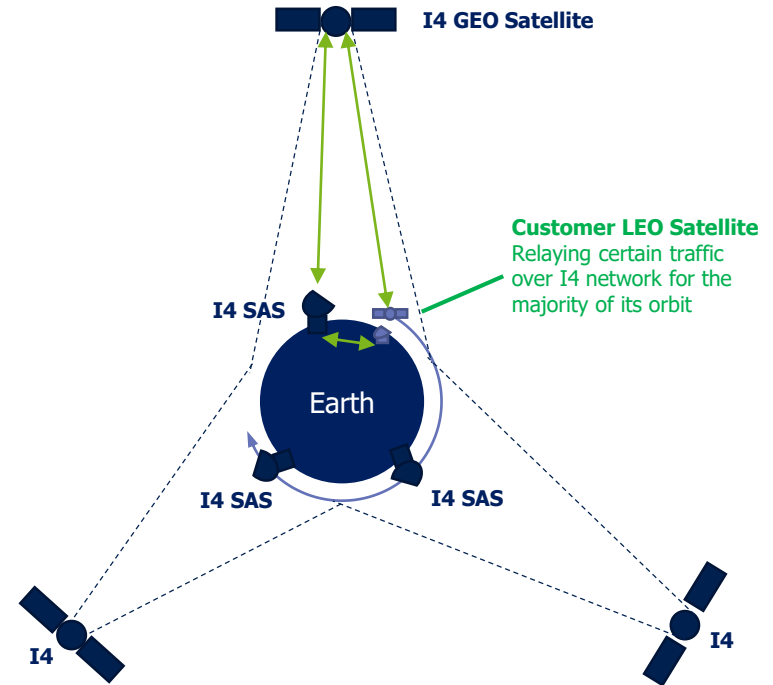 I4 GEO Satellite
Customer LEO Satellite
Relaying certain traffic
over I4 network for the
majority of its orbit
I4 SAS
Earth
I4 SAS
I4 SAS
I4
I4